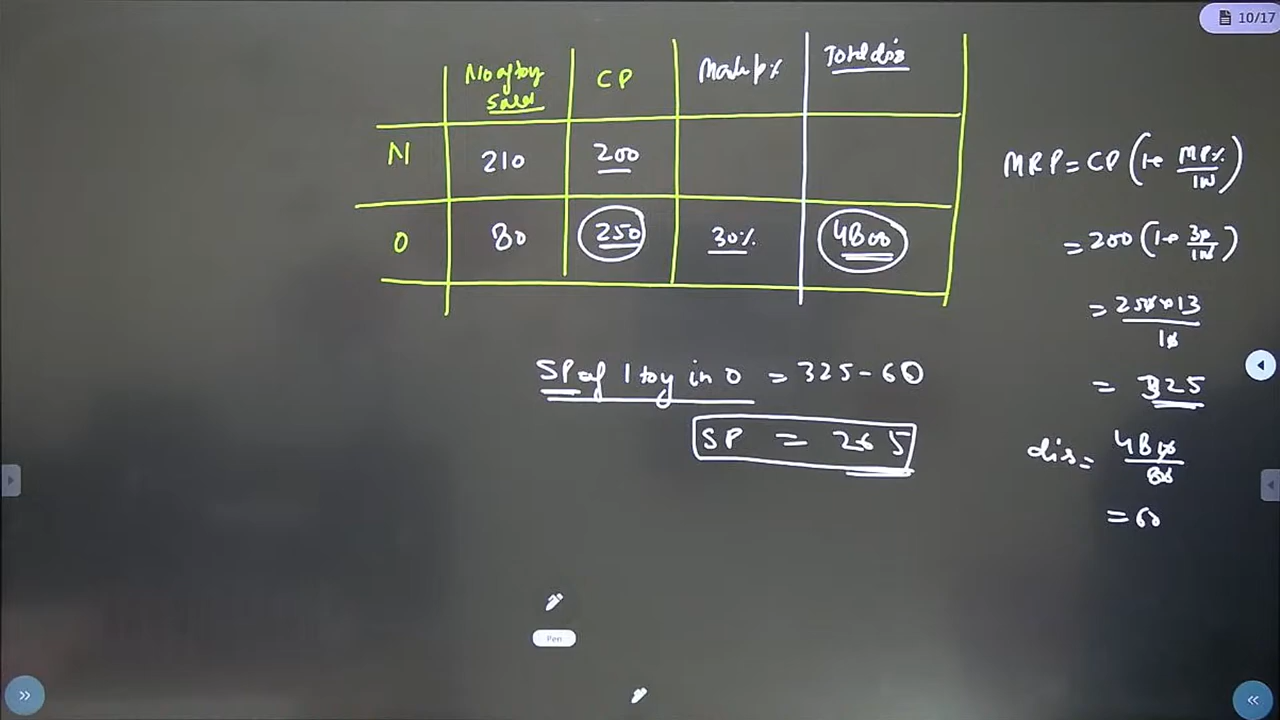 10/17
No of toy CP Markup% Total dis
Sales
N 210 200
O 80 250 30% 4800
MRP = CP (1+ MP%/100)
= 200 (1+ 30/100)
= 250*13/10
= 325
SP of 1 toy in O = 325-60
SP = 265
dis = 4800/80
= 60
Pen